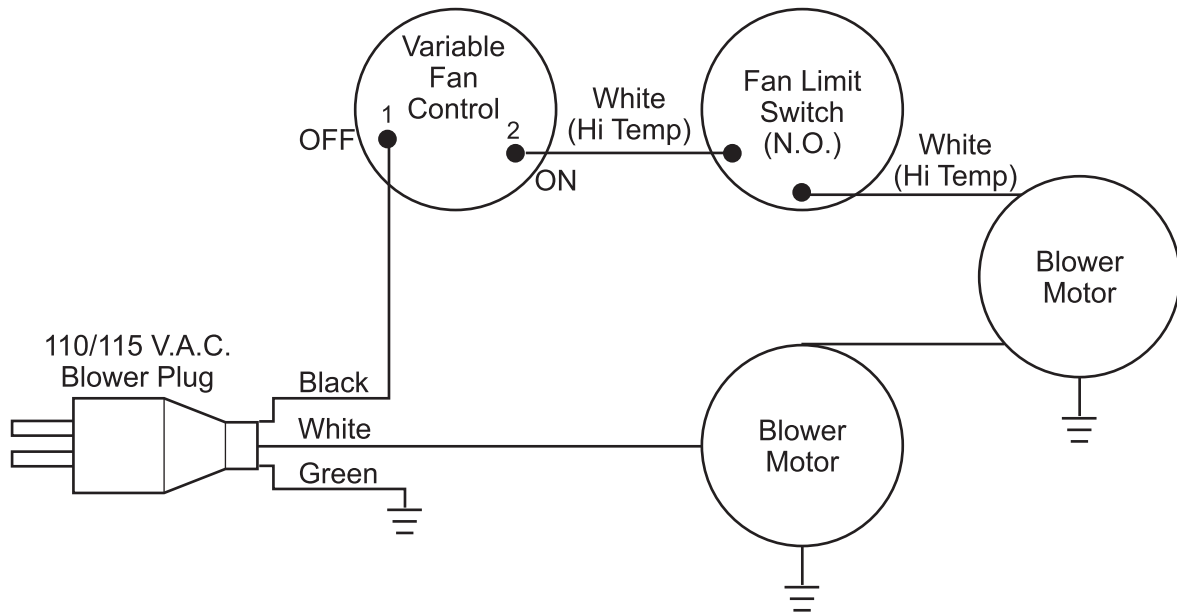 Variable
Fan
Control
1
2
OFF
ON
White
(Hi Temp)
Fan Limit
Switch
(N.O.)
White
(Hi Temp)
Blower
Motor
110/115 V.A.C.
Blower Plug
Black
White
Green
Blower
Motor